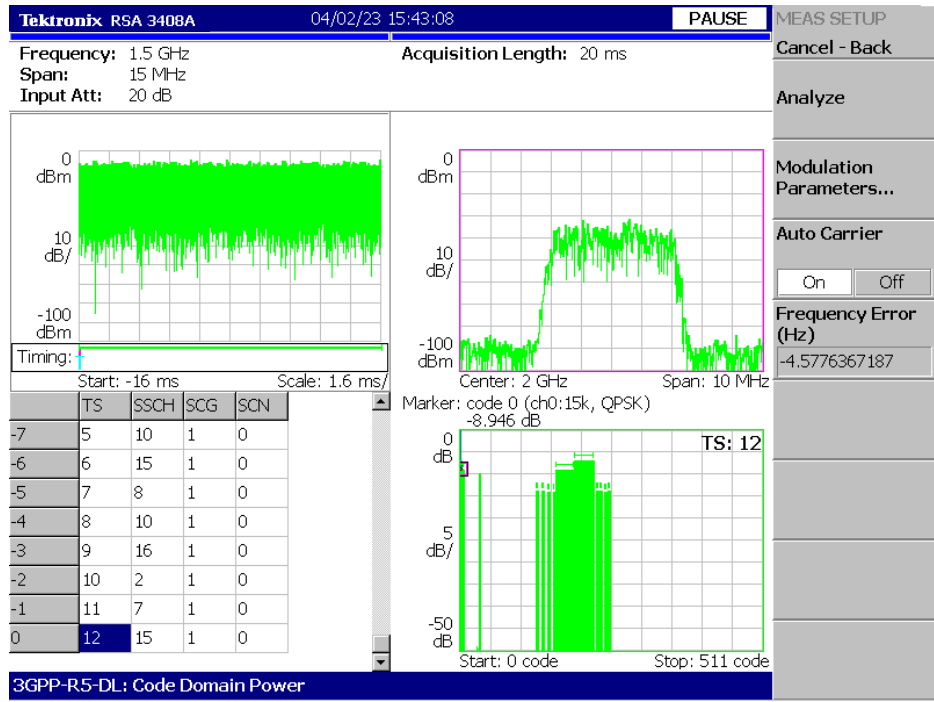 Tektronix RSA 3408A 04/02/23 15:43:08 PAUSE
MEAS SETUP
Cancel - Back
Frequency: 1.5 GHz
Span: 15 MHz
Input Att: 20 dB
Acquisition Length: 20 ms
Analyze
Modulation
Parameters...
Auto Carrier
On Off
Frequency Error
(Hz)
-4.5776367187
0
dBm
10
dB/
-100
dBm
Timing:
Start: -16 ms Scale: 1.6 ms/
0
dBm
10
dB/
-100
dBm
Center: 2 GHz Span: 10 MHz
TS SSCH SCG SCN
-7 5 10 1 0
-6 6 15 1 0
-5 7 8 1 0
-4 8 10 1 0
-3 9 16 1 0
-2 10 2 1 0
-1 11 7 1 0
0 12 15 1 0
Marker: code 0 (ch0:15k, QPSK)
-8.946 dB
0
dB
TS: 12
5
dB/
-50
dB
Start: 0 code Stop: 511 code
3GPP-R5-DL: Code Domain Power